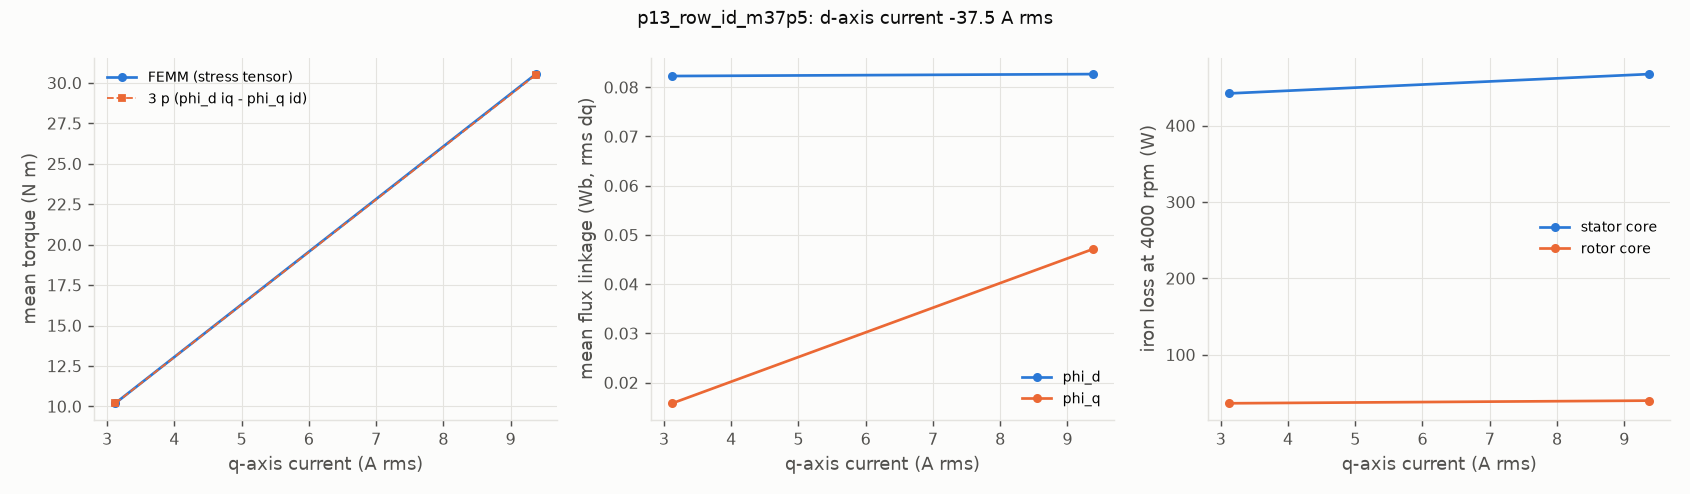 p13_row_id_m37p5: d-axis current -37.5 A rms
mean torque (N m)
30.0
27.5
25.0
22.5
20.0
17.5
15.0
12.5
10.0
FEMM (stress tensor)
3 p (phi_d iq - phi_q id)
3 4 5 6 7 8 9
q-axis current (A rms)
mean flux linkage (Wb, rms dq)
0.08
0.07
0.06
0.05
0.04
0.03
0.02
phi_d
phi_q
3 4 5 6 7 8 9
q-axis current (A rms)
iron loss at 4000 rpm (W)
400
300
200
100
stator core
rotor core
3 4 5 6 7 8 9
q-axis current (A rms)